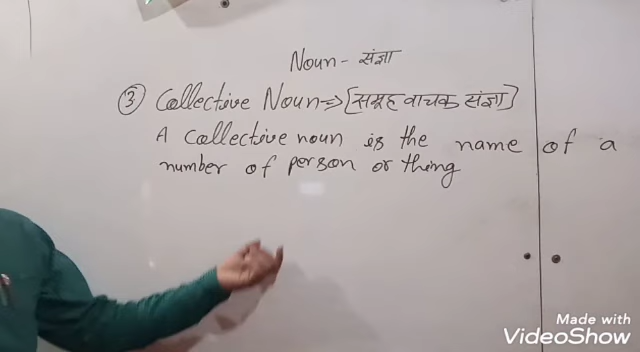 Noun - संज्ञा
③ Collective Noun ⇒ [समूह वाचक संज्ञा]
A collective noun is the name of a
number of person or thing
Made with
VideoShow